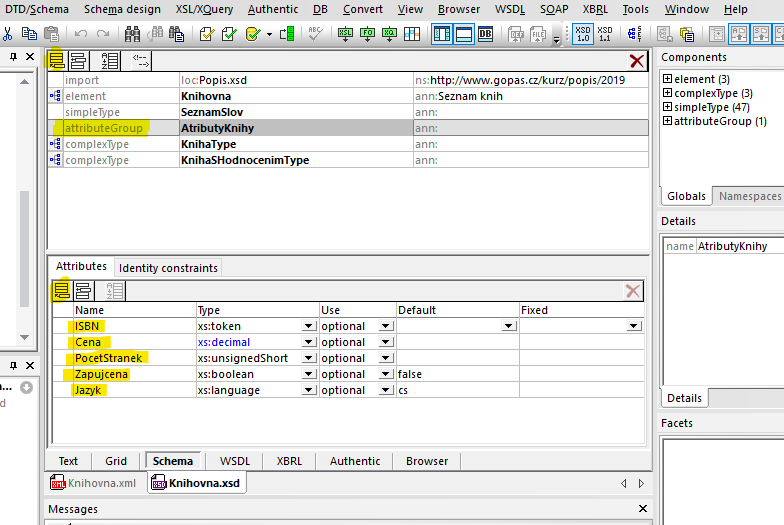 DTD/Schema Schema design XSL/XQuery Authentic DB Convert View Browser WSDL SOAP XBRL Tools Window Help
XSL FO XQ DB XSD 1.0 XSD 1.1
ABC
Components
import loc:Popis.xsd ns:http://www.gopas.cz/kurz/popis/2019
element Knihovna ann:Seznam knih
simpleType SeznamSlov ann:
attributeGroup AtributyKnihy ann:
complexType KnihaType ann:
complexType KnihaSHodnocenimType ann:
element (3)
complexType (3)
simpleType (47)
attributeGroup (1)
Globals Namespaces
Details
name AtributyKnihy
Attributes Identity constraints
Name Type Use Default Fixed
ISBN xs:token optional
Cena xs:decimal optional
PocetStranek xs:unsignedShort optional
Zapujcena xs:boolean optional false
Jazyk xs:language optional cs
Details
Facets
Text Grid Schema WSDL XBRL Authentic Browser
Knihovna.xml Knihovna.xsd
Messages